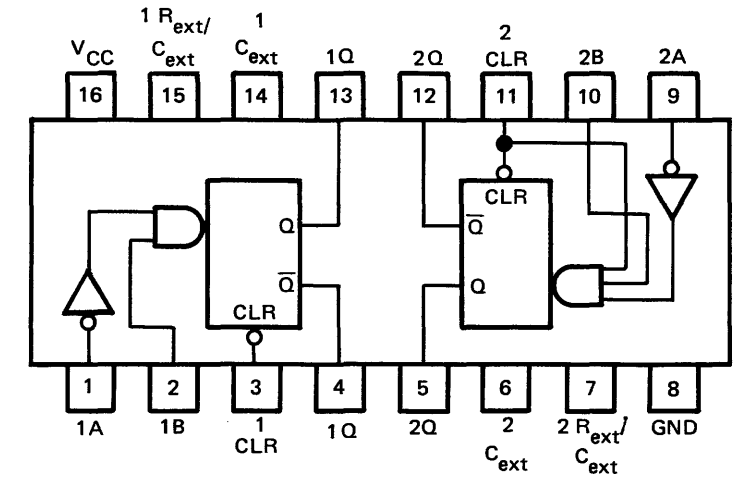 1 Rext/ 1 2
VCC Cext Cext 1Q 2Q CLR 2B 2A
16 15 14 13 12 11 10 9
CLR
Q Q̅
Q̅ Q
CLR
1 2 3 4 5 6 7 8
1A 1B 1 1Q 2Q 2 2 Rext/ GND
CLR Cext Cext